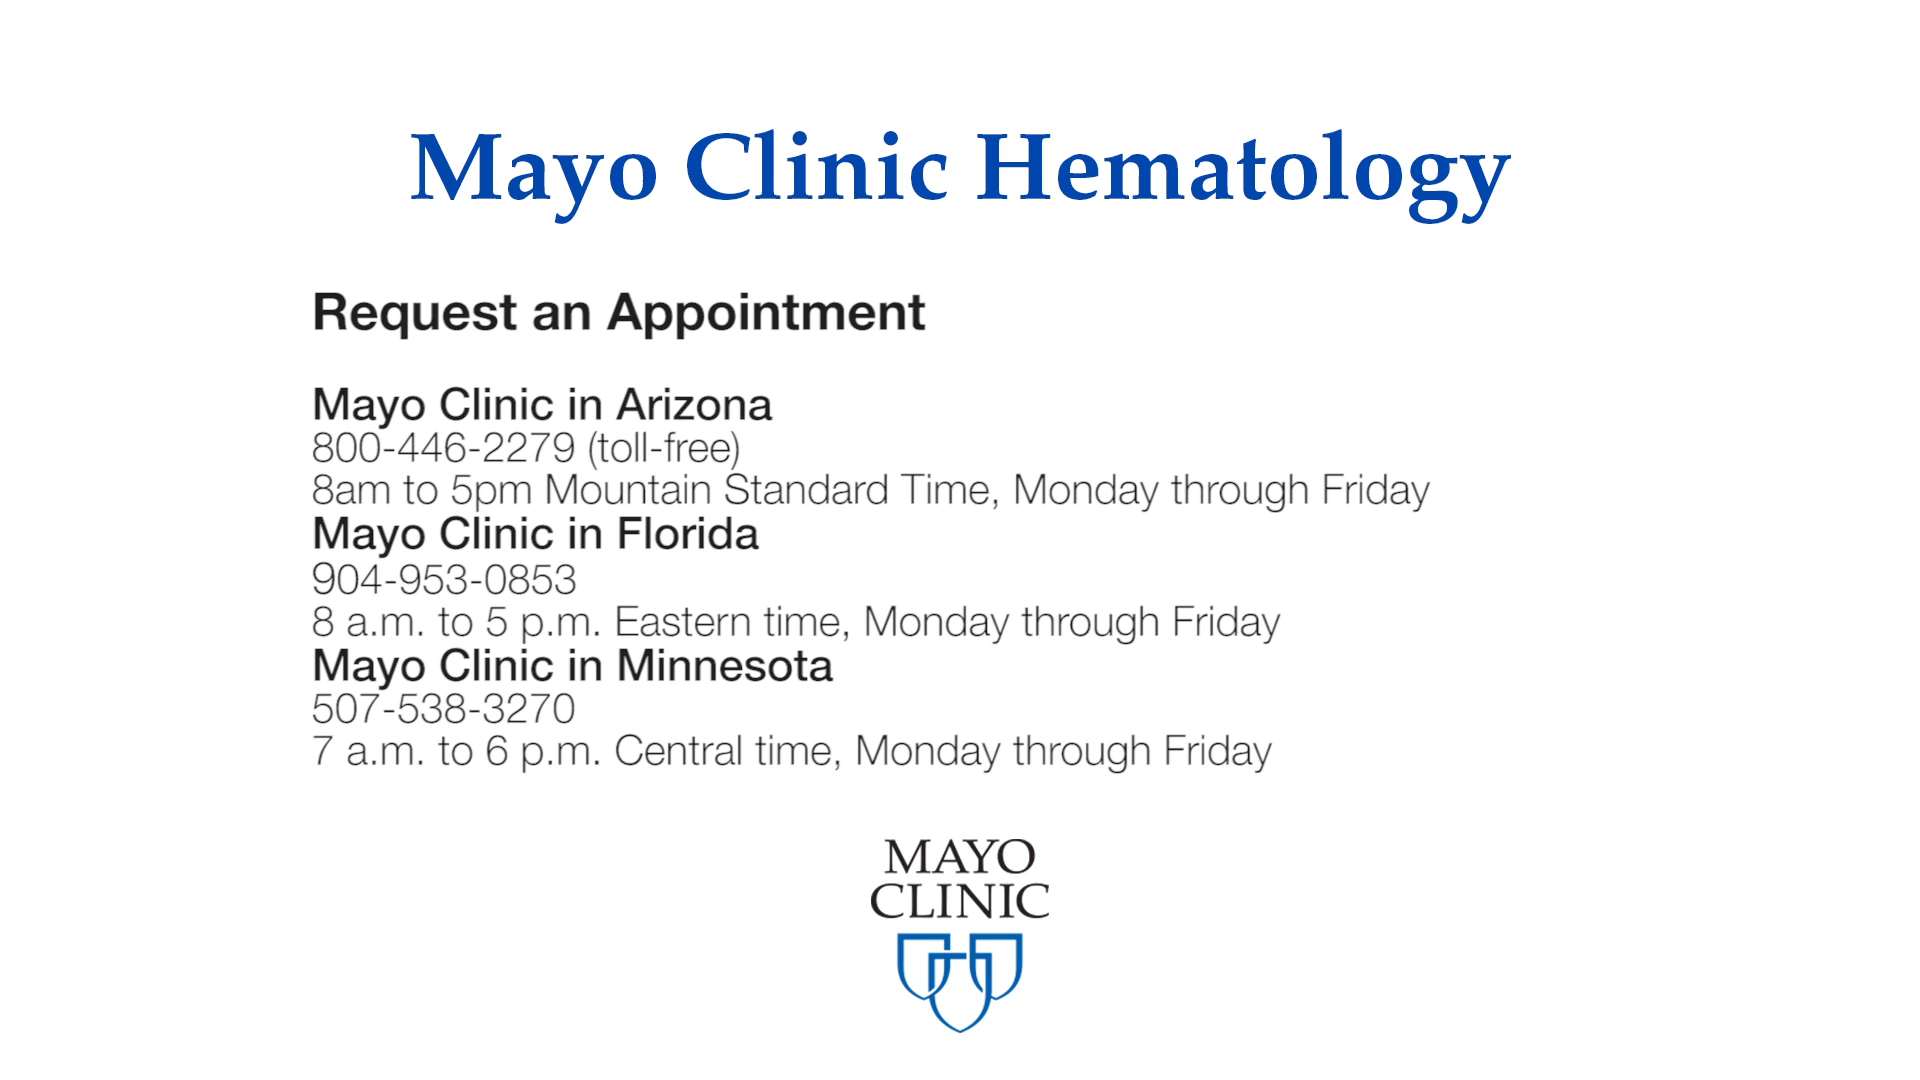 Mayo Clinic Hematology
Request an Appointment
Mayo Clinic in Arizona
800-446-2279 (toll-free)
8am to 5pm Mountain Standard Time, Monday through Friday
Mayo Clinic in Florida
904-953-0853
8 a.m. to 5 p.m. Eastern time, Monday through Friday
Mayo Clinic in Minnesota
507-538-3270
7 a.m. to 6 p.m. Central time, Monday through Friday
MAYO
CLINIC